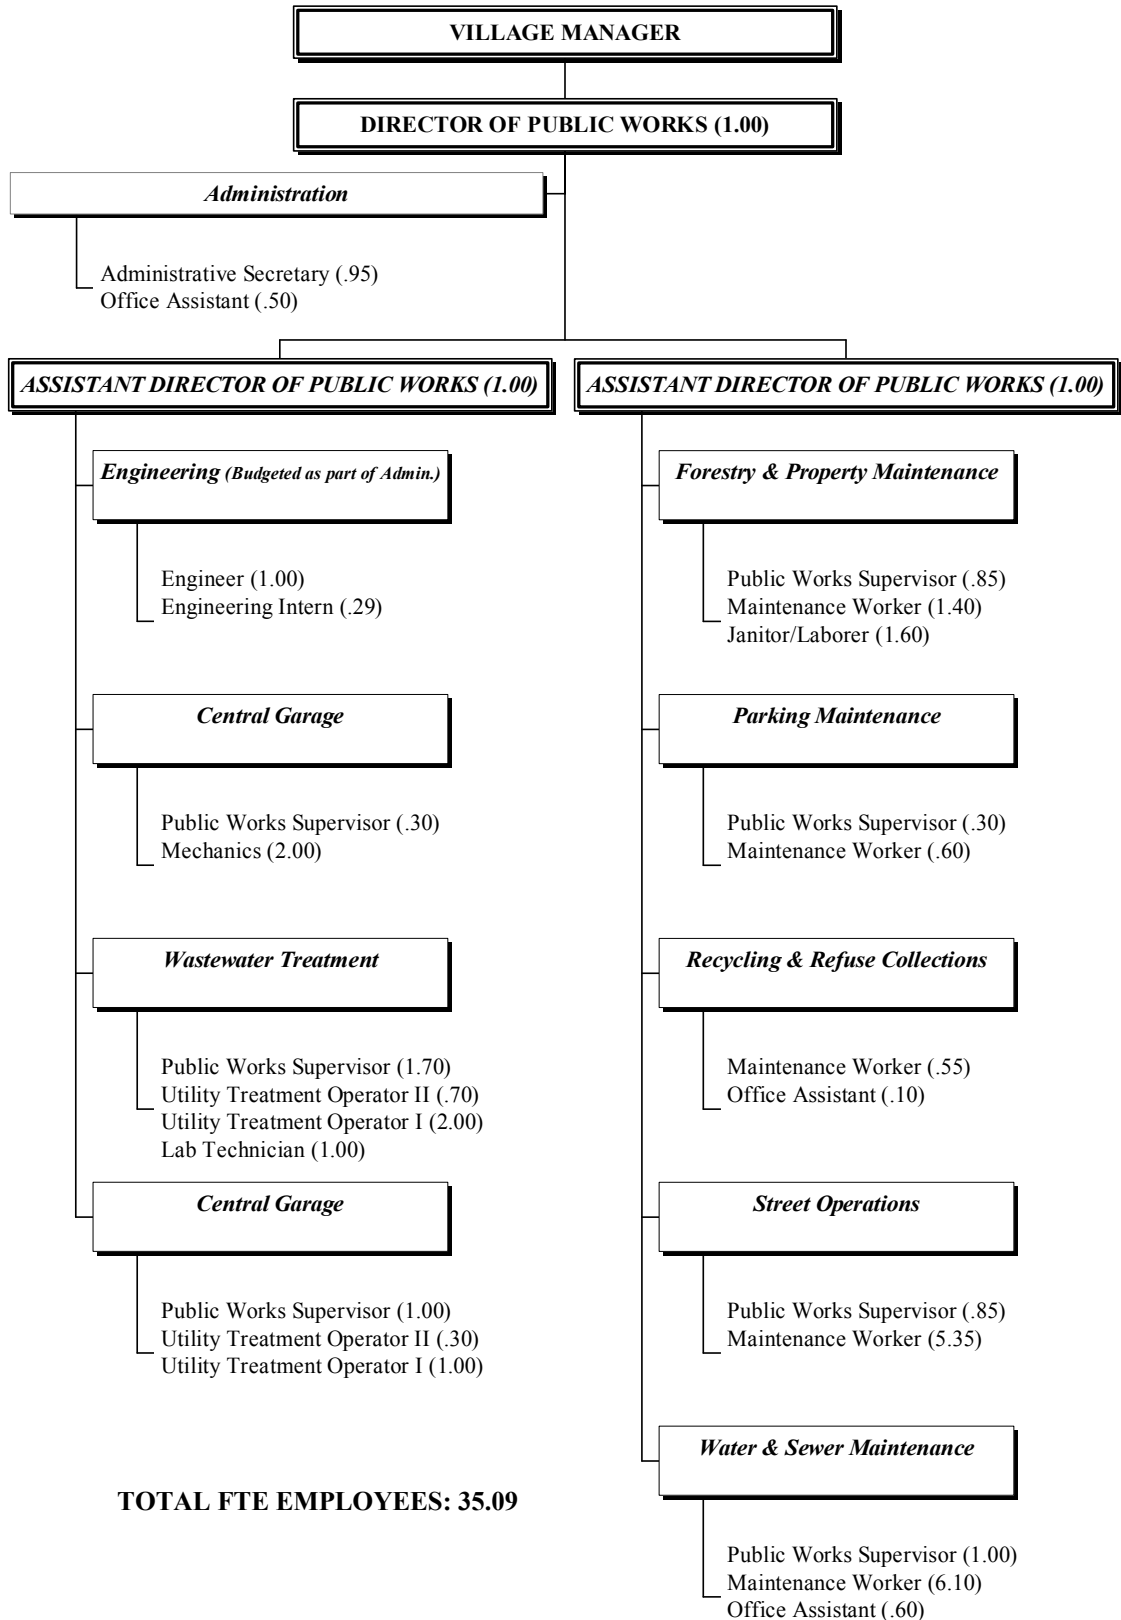 VILLAGE MANAGER
DIRECTOR OF PUBLIC WORKS (1.00)
Administration
Administrative Secretary (.95)
Office Assistant (.50)
ASSISTANT DIRECTOR OF PUBLIC WORKS (1.00)
Engineering (Budgeted as part of Admin.)
Engineer (1.00)
Engineering Intern (.29)
Central Garage
Public Works Supervisor (.30)
Mechanics (2.00)
Wastewater Treatment
Public Works Supervisor (1.70)
Utility Treatment Operator II (.70)
Utility Treatment Operator I (2.00)
Lab Technician (1.00)
Central Garage
Public Works Supervisor (1.00)
Utility Treatment Operator II (.30)
Utility Treatment Operator I (1.00)
ASSISTANT DIRECTOR OF PUBLIC WORKS (1.00)
Forestry & Property Maintenance
Public Works Supervisor (.85)
Maintenance Worker (1.40)
Janitor/Laborer (1.60)
Parking Maintenance
Public Works Supervisor (.30)
Maintenance Worker (.60)
Recycling & Refuse Collections
Maintenance Worker (.55)
Office Assistant (.10)
Street Operations
Public Works Supervisor (.85)
Maintenance Worker (5.35)
Water & Sewer Maintenance
Public Works Supervisor (1.00)
Maintenance Worker (6.10)
Office Assistant (.60)
TOTAL FTE EMPLOYEES: 35.09